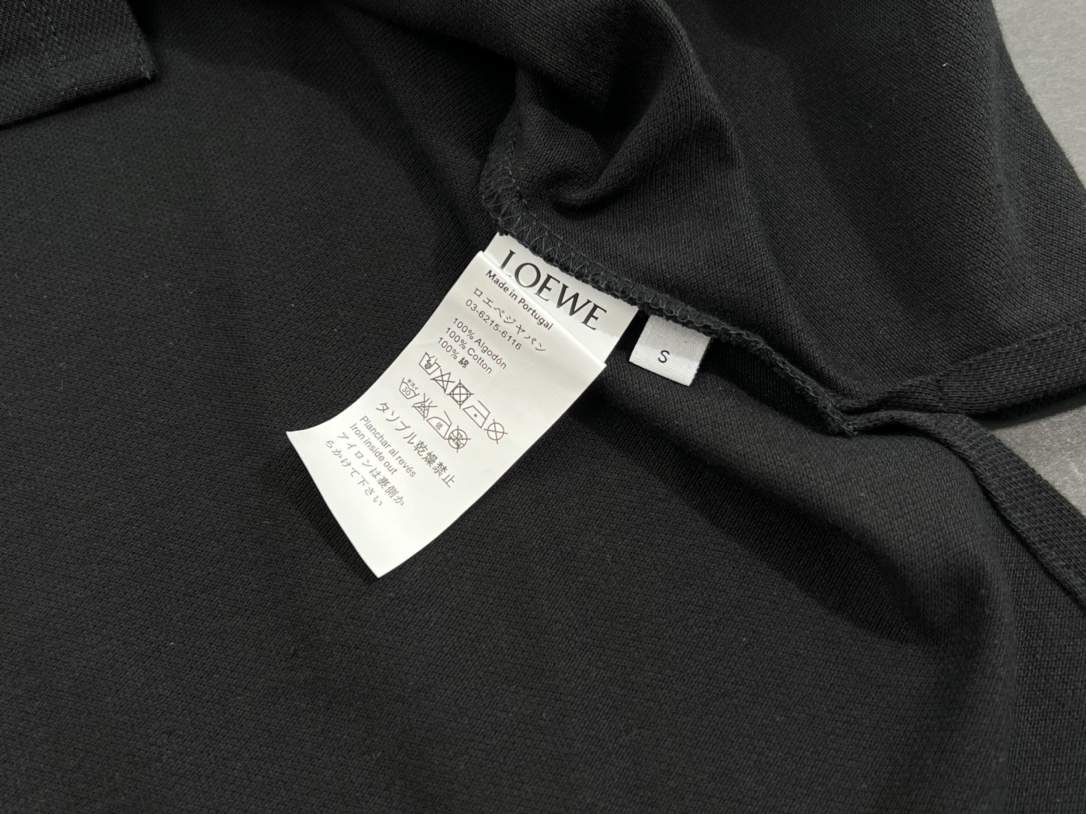 LOEWE
Made in Portugal
ロエベジャパン
03-6215-6116
100% Algodón
100% Cotton
100% 綿
タンブル乾燥禁止
Planchar al revés
Iron inside out
アイロンは裏側か
らかけて下さい
S